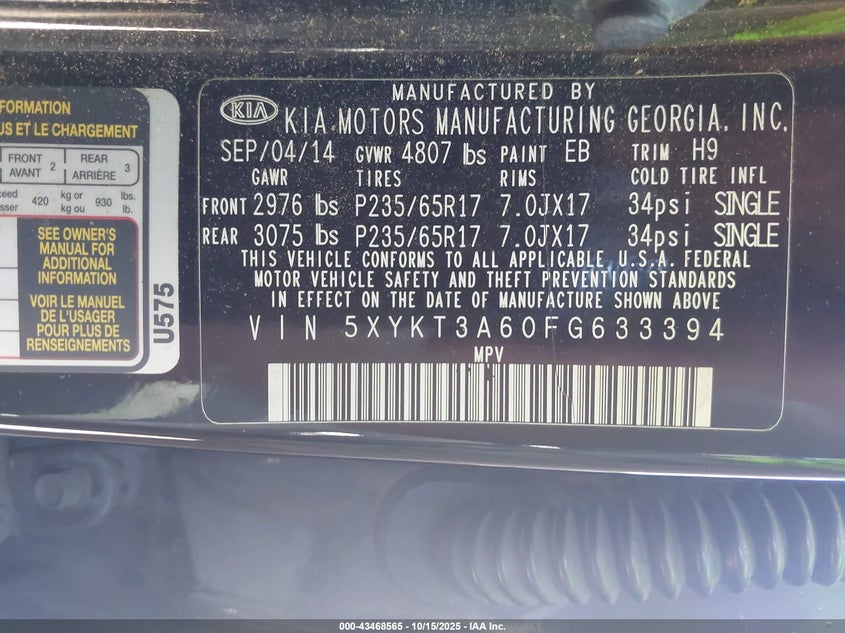 FORMATION
US ET LE CHARGEMENT
FRONT AVANT 2 REAR ARRIÈRE 3
420 kg or kg ou 930 lbs. lb.
SEE OWNER'S
MANUAL FOR
ADDITIONAL
INFORMATION
VOIR LE MANUEL
DE L'USAGER
POUR PLUS DE
RENSEIGNEMENTS
U575
MANUFACTURED BY
KIA KIA MOTORS MANUFACTURING GEORGIA, INC.
SEP/04/14 GVWR 4807 lbs PAINT EB TRIM H9
GAWR TIRES RIMS COLD TIRE INFL
FRONT 2976 lbs P235/65R17 7.0JX17 34psi SINGLE
REAR 3075 lbs P235/65R17 7.0JX17 34psi SINGLE
THIS VEHICLE CONFORMS TO ALL APPLICABLE U.S.A. FEDERAL
MOTOR VEHICLE SAFETY AND THEFT PREVENTION STANDARDS
IN EFFECT ON THE DATE OF MANUFACTURE SHOWN ABOVE
VIN 5XYKT3A60FG633394
MPV
000-43468565 - 10/15/2025 - IAA Inc.